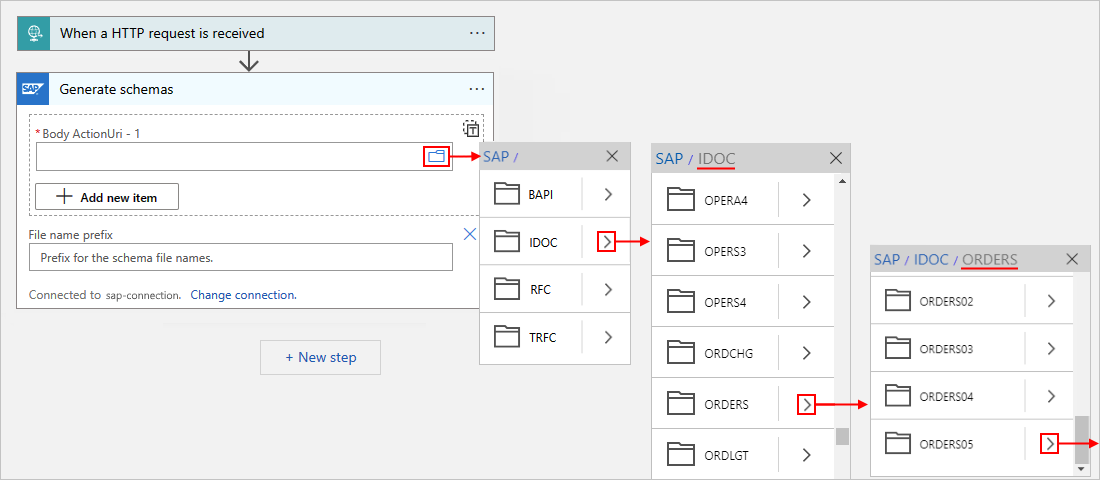 When a HTTP request is received
...
SAP
Generate schemas
...
* Body ActionUri - 1
T
+ Add new item
File name prefix
Prefix for the schema file names.
Connected to sap-connection. Change connection.
+ New step
SAP /
BAPI
IDOC
RFC
TRFC
SAP / IDOC
OPERA4
OPERS3
OPERS4
ORDCHG
ORDERS
ORDLGT
SAP / IDOC / ORDERS
ORDERS02
ORDERS03
ORDERS04
ORDERS05